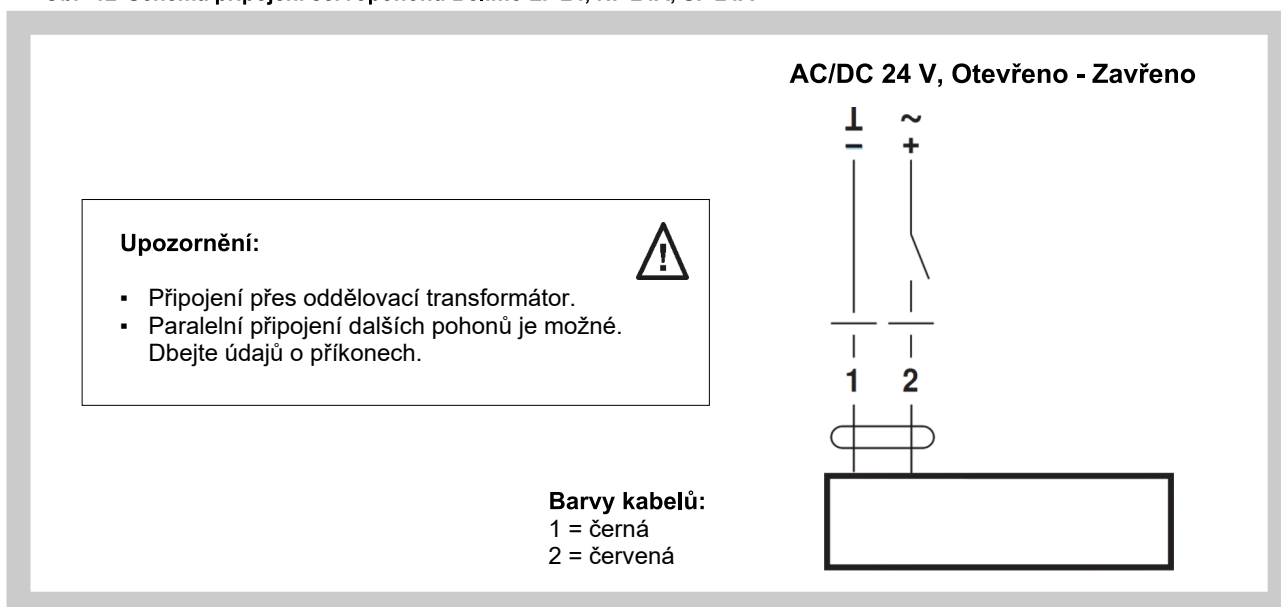 AC/DC 24 V, Otevřeno - Zavřeno
⊥ ~
– +
Upozornění:
▪ Připojení přes oddělovací transformátor.
▪ Paralelní připojení dalších pohonů je možné.
Dbejte údajů o příkonech.
1 2
Barvy kabelů:
1 = černá
2 = červená